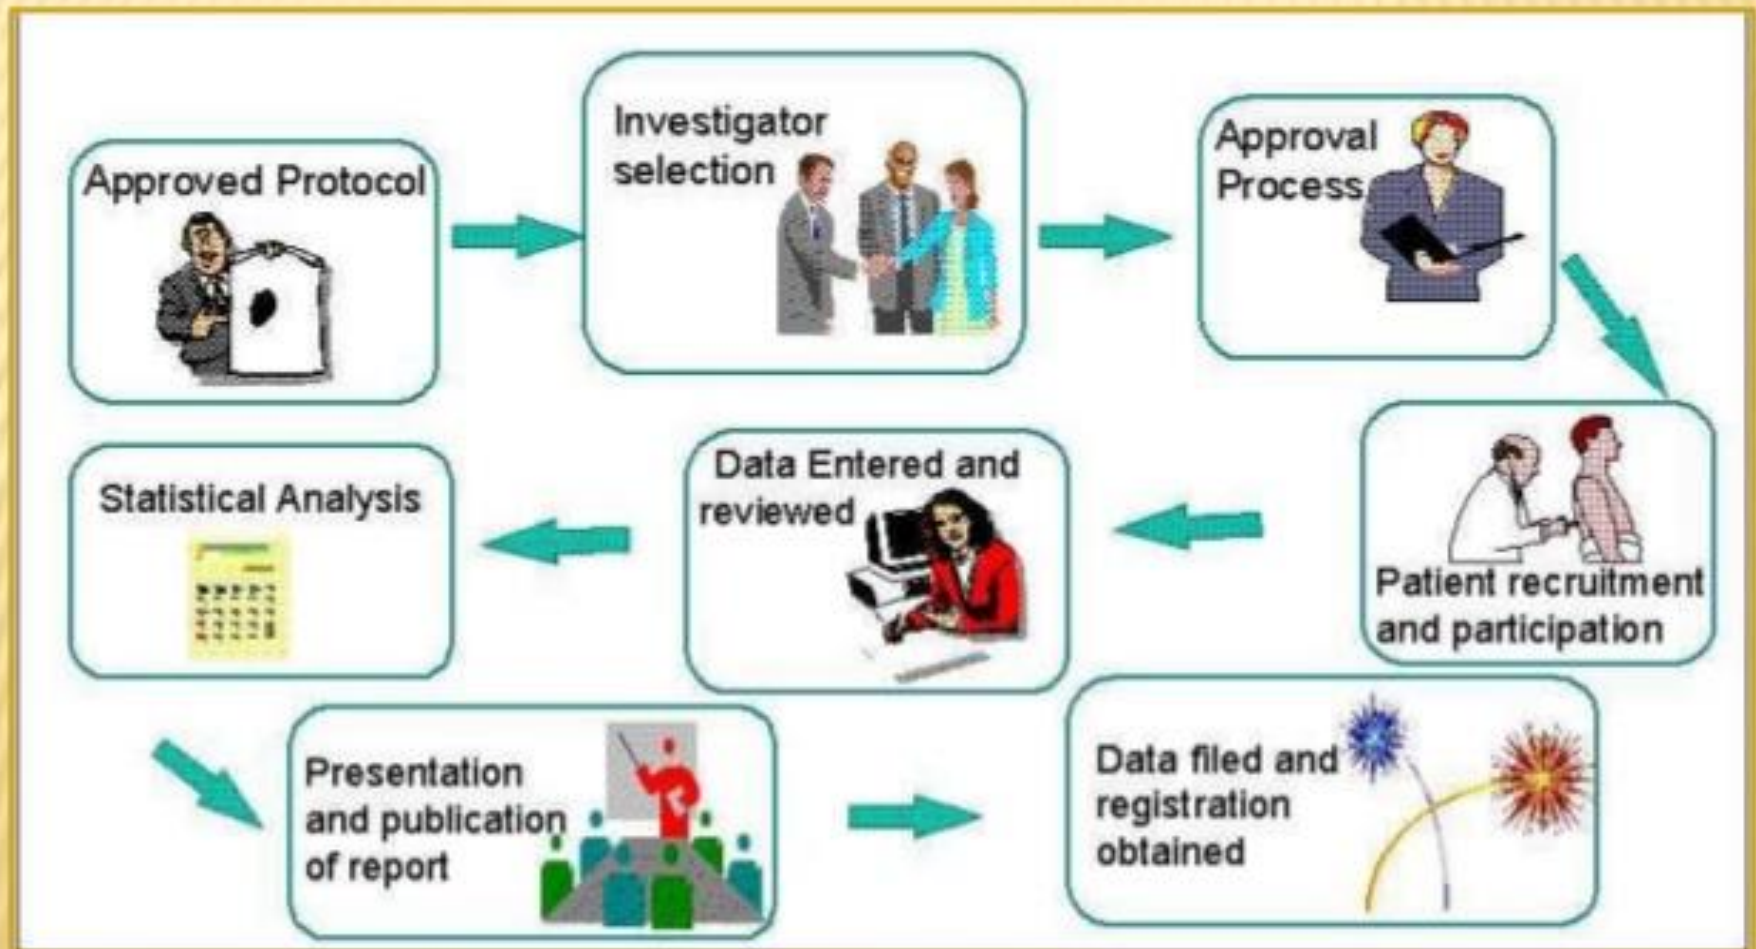 Approved Protocol
Investigator
selection
Approval
Process
Patient recruitment
and participation
Data Entered and
reviewed
Statistical Analysis
Presentation
and publication
of report
Data filed and
registration
obtained